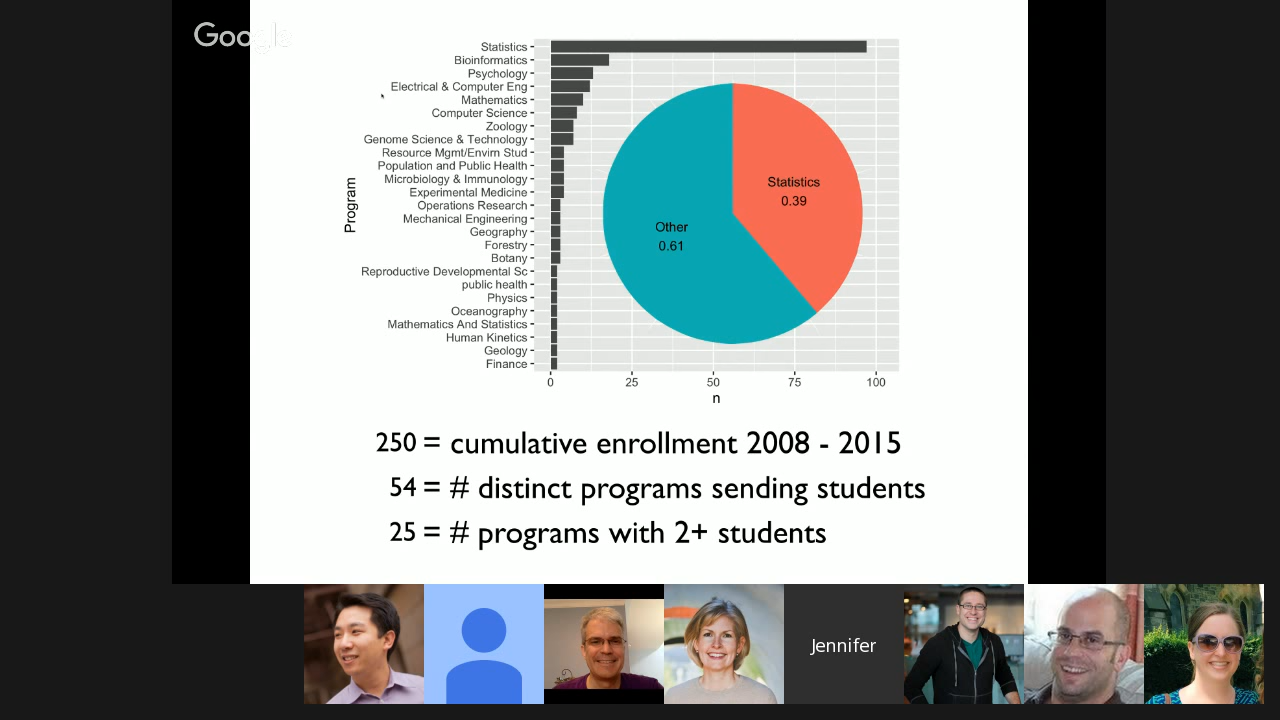 Google
Statistics
Bioinformatics
Psychology
Electrical & Computer Eng
Mathematics
Computer Science
Zoology
Genome Science & Technology
Resource Mgmt/Envirn Stud
Population and Public Health
Microbiology & Immunology
Experimental Medicine
Operations Research
Mechanical Engineering
Geography
Forestry
Botany
Reproductive Developmental Sc
public health
Physics
Oceanography
Mathematics And Statistics
Human Kinetics
Geology
Finance
Program
Statistics
0.39
Other
0.61
0 25 50 75 100
n
250 = cumulative enrollment 2008 - 2015
54 = # distinct programs sending students
25 = # programs with 2+ students
Jennifer